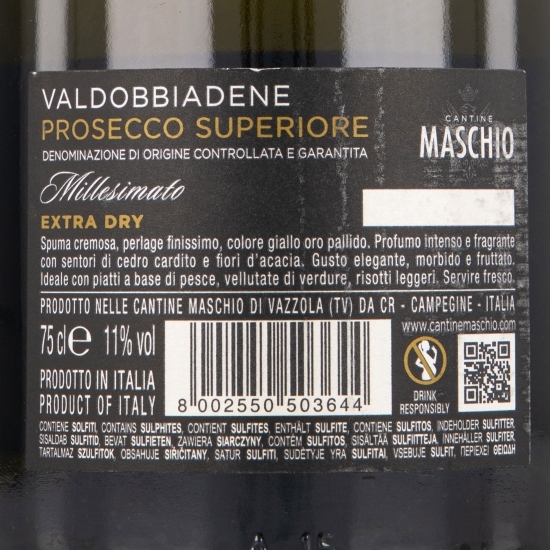 VALDOBBIADENE
PROSECCO SUPERIORE
DENOMINAZIONE DI ORIGINE CONTROLLATA E GARANTITA
CANTINE
MASCHIO
Millesimato
EXTRA DRY
Spuma cremosa, perlage finissimo, colore giallo oro pallido. Profumo intenso e fragrante
con sentori di cedro cardito e fiori d'acacia. Gusto elegante, morbido e fruttato.
Ideale con piatti a base di pesce, vellutate di verdure, risotti leggeri. Servire fresco.
PRODOTTO NELLE CANTINE MASCHIO DI VAZZOLA (TV) DA CR - CAMPEGINE - ITALIA
www.cantinemaschio.com
75 cl e 11% vol
PRODOTTO IN ITALIA
PRODUCT OF ITALY
8 002550 503644
DRINK
RESPONSIBLY
CONTIENE SOLFITI, CONTAINS SULPHITES, CONTIENT SULFITES, ENTHÄLT SULFITE, CONTIENE SULFITOS, INDEHOLDER SULFITTER,
SISALDAB SULFITID, BEVAT SULFIETEN, ZAWIERA SIARCZYNY, CONTÉM SULFITOS, SISÄLTÄÄ SULFIITTEJA, INNEHÅLLER SULFITER,
TARTALMAZ SZULFITOK, OBSAHUJE SIŘIČITANY, SATUR SULFITI, SUDĖTYJE YRA SULFITAI, VSEBUJE SULFIT, ΠΕΡΙΕΧΕΙ ΘΕΙΩΔΗ